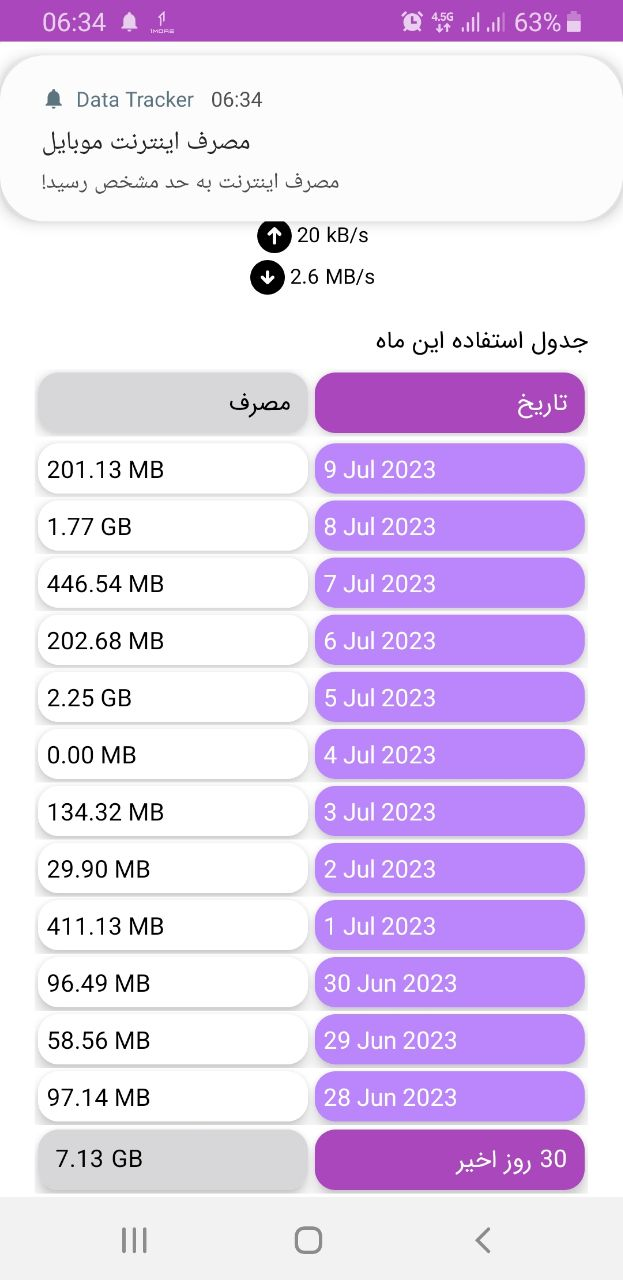 06:34 1MORE 4.5G 63%
Data Tracker 06:34
مصرف اینترنت موبایل
مصرف اینترنت به حد مشخص رسید!
20 kB/s
2.6 MB/s
جدول استفاده این ماه
تاریخ مصرف
9 Jul 2023 201.13 MB
8 Jul 2023 1.77 GB
7 Jul 2023 446.54 MB
6 Jul 2023 202.68 MB
5 Jul 2023 2.25 GB
4 Jul 2023 0.00 MB
3 Jul 2023 134.32 MB
2 Jul 2023 29.90 MB
1 Jul 2023 411.13 MB
30 Jun 2023 96.49 MB
29 Jun 2023 58.56 MB
28 Jun 2023 97.14 MB
30 روز اخیر 7.13 GB